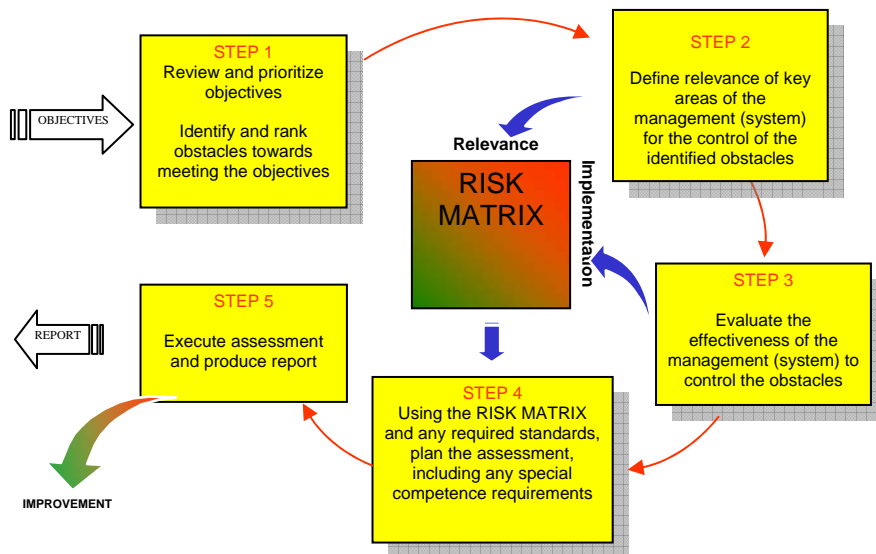 OBJECTIVES
STEP 1
Review and prioritize
objectives
Identify and rank
obstacles towards
meeting the objectives
STEP 2
Define relevance of key
areas of the
management (system)
for the control of the
identified obstacles
Relevance
Implementation
RISK
MATRIX
STEP 3
Evaluate the
effectiveness of the
management (system) to
control the obstacles
STEP 4
Using the RISK MATRIX
and any required standards,
plan the assessment,
including any special
competence requirements
STEP 5
Execute assessment
and produce report
REPORT
IMPROVEMENT